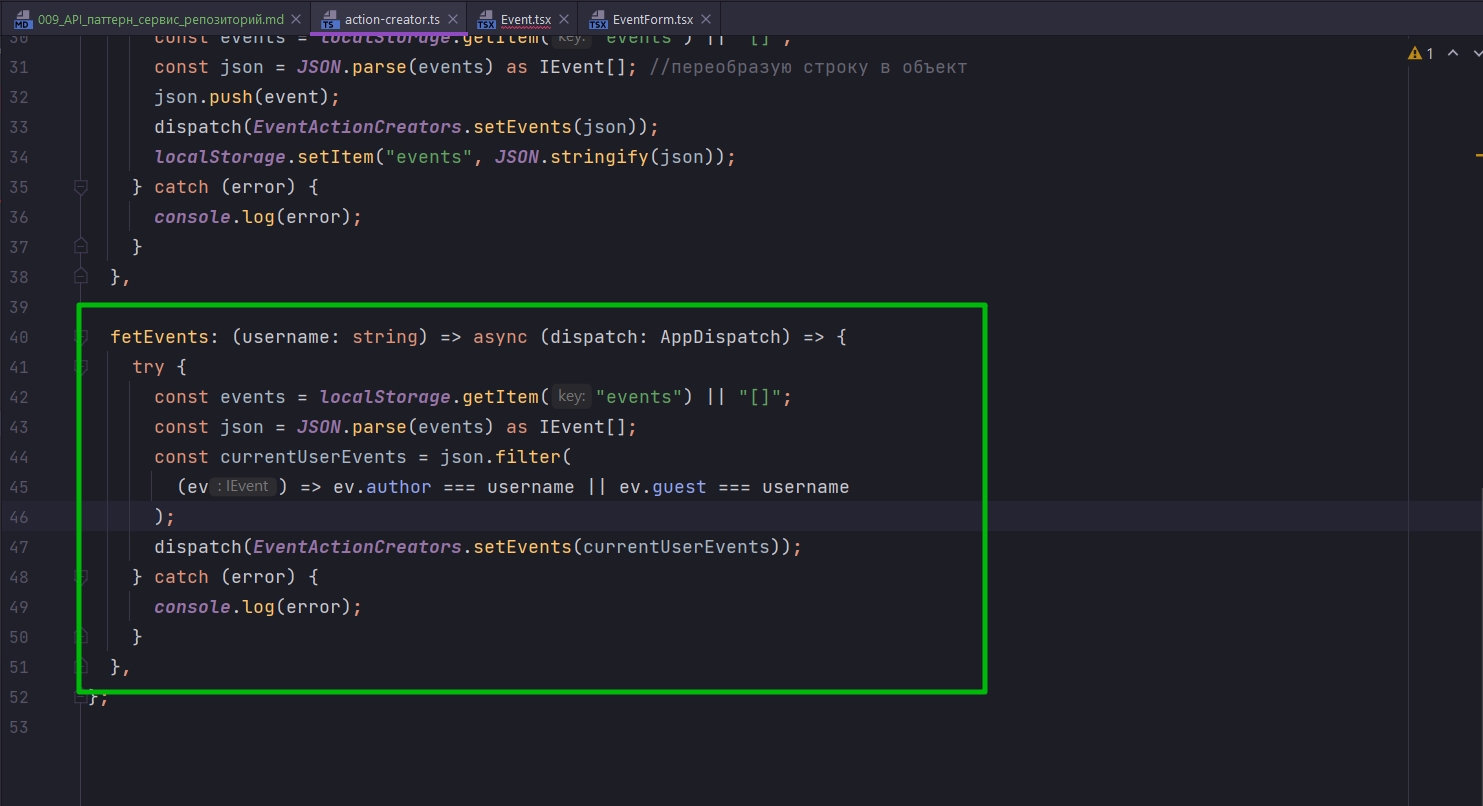 MD 009_API_паттерн_сервис_репозиторий.md TS action-creator.ts TSX Event.tsx TSX EventForm.tsx
30 const events = localStorage.getItem( key: "events") || "[]";
1
31 const json = JSON.parse(events) as IEvent[]; //преобразую строку в объект
32 json.push(event);
33 dispatch(EventActionCreators.setEvents(json));
34 localStorage.setItem("events", JSON.stringify(json));
35 } catch (error) {
36 console.log(error);
37 }
38 },
39
40 fetEvents: (username: string) => async (dispatch: AppDispatch) => {
41 try {
42 const events = localStorage.getItem( key: "events") || "[]";
43 const json = JSON.parse(events) as IEvent[];
44 const currentUserEvents = json.filter(
45 (ev : IEvent ) => ev.author === username || ev.guest === username
46 );
47 dispatch(EventActionCreators.setEvents(currentUserEvents));
48 } catch (error) {
49 console.log(error);
50 }
51 },
52 };
53